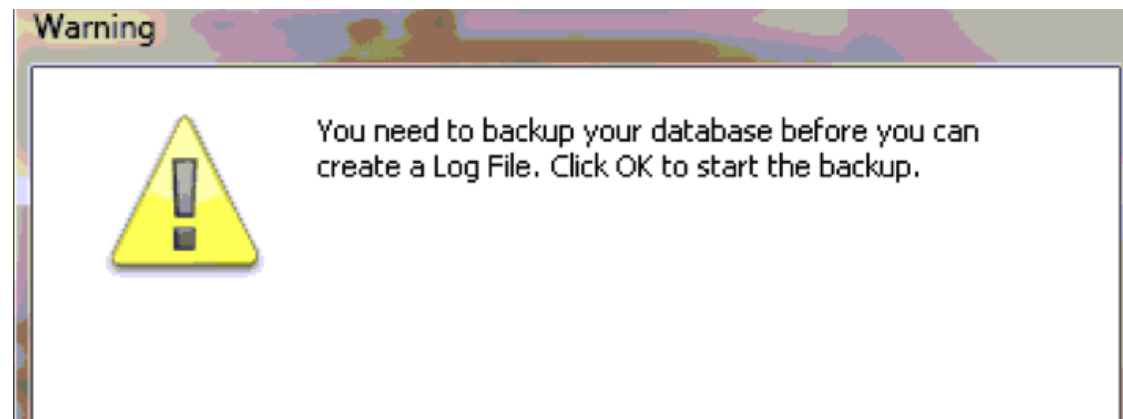 Warning
You need to backup your database before you can
create a Log File. Click OK to start the backup.